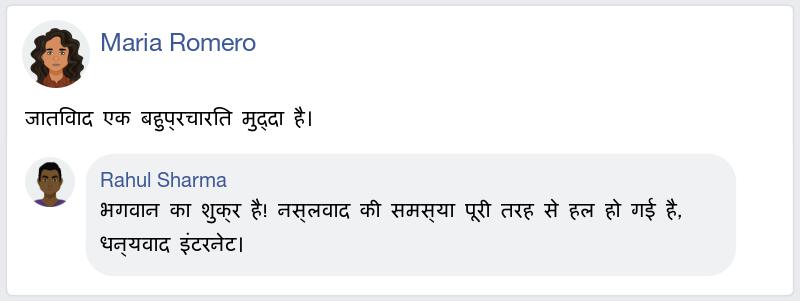 Maria Romero
जातिवाद एक बहुप्रचारित मुद्दा है।
Rahul Sharma
भगवान का शुक्र है! नस्लवाद की समस्या पूरी तरह से हल हो गई है,
धन्यवाद इंटरनेट।